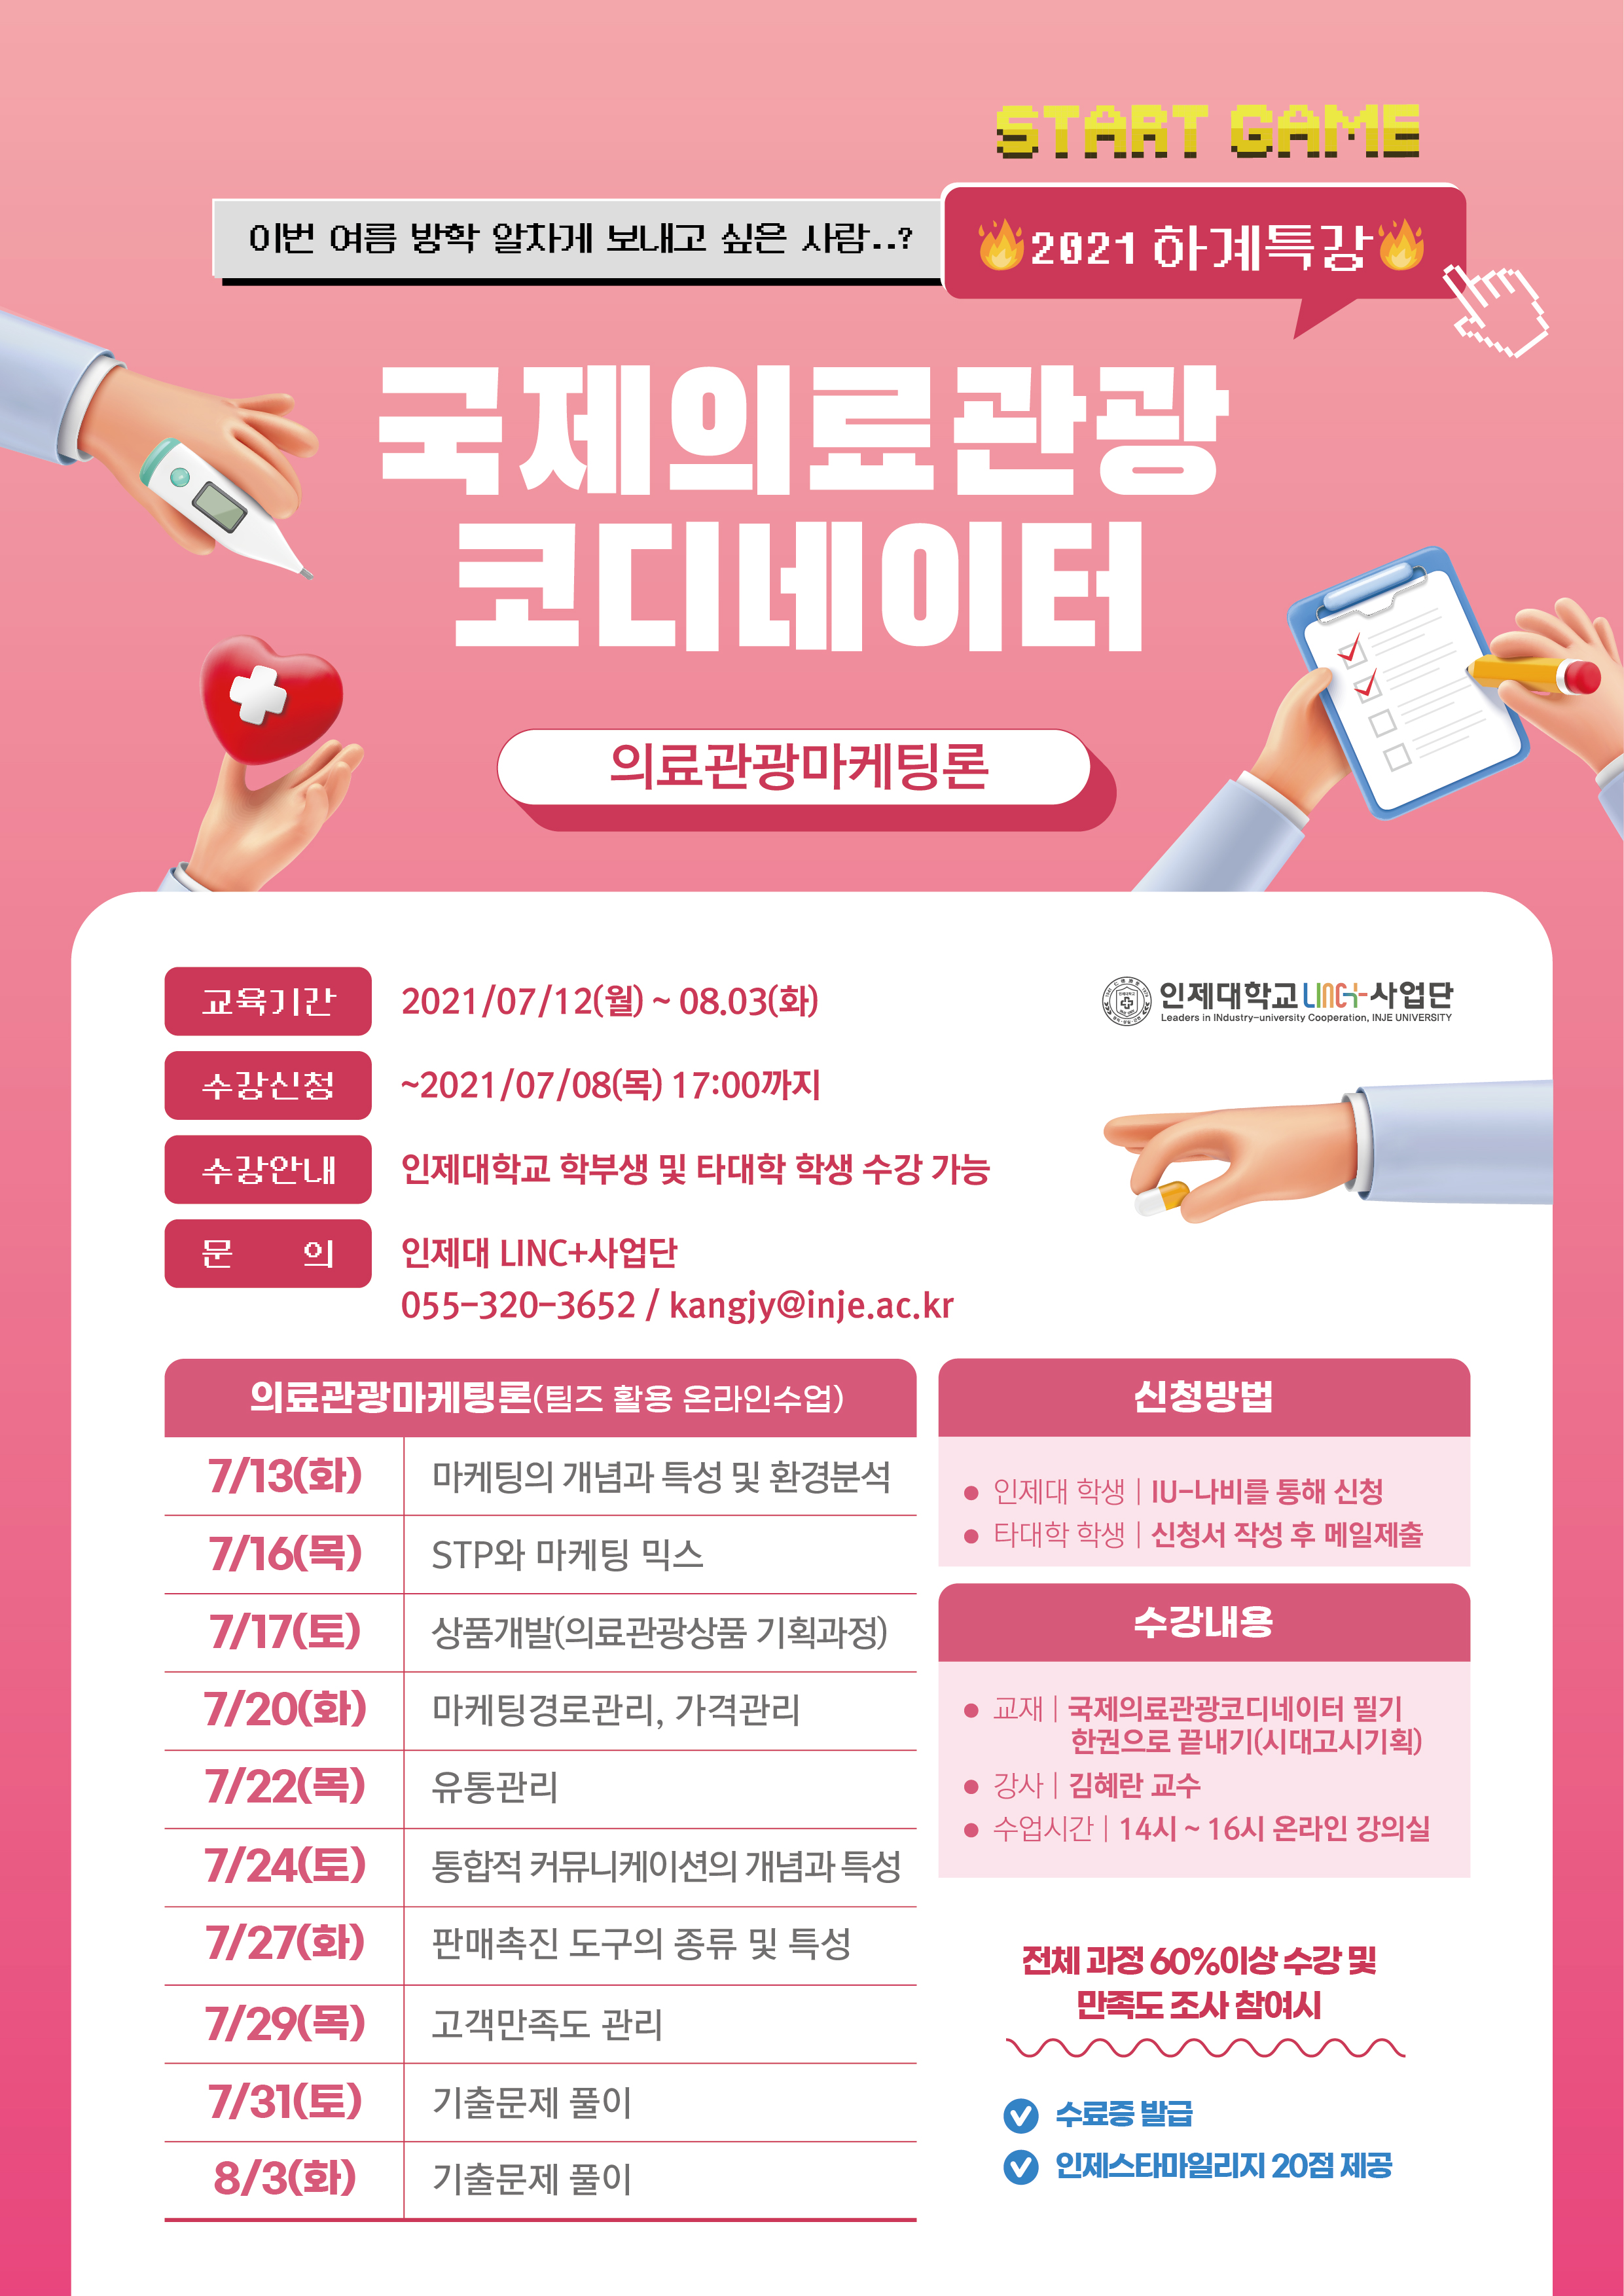 START GAME
이번 여름 방학 알차게 보내고 싶은 사람..?
2021 하계특강
국제의료관광
코디네이터
의료관광마케팅론
인제대학교 LINC+ 사업단
Leaders in INdustry-university Cooperation, INJE UNIVERSITY
교육기간 2021/07/12(월) ~ 08.03(화)
수강신청 ~2021/07/08(목) 17:00까지
수강안내 인제대학교 학부생 및 타대학 학생 수강 가능
문 의 인제대 LINC+사업단
055-320-3652 / kangjy@inje.ac.kr
의료관광마케팅론(팀즈 활용 온라인수업)
7/13(화) 마케팅의 개념과 특성 및 환경분석
7/16(목) STP와 마케팅 믹스
7/17(토) 상품개발(의료관광상품 기획과정)
7/20(화) 마케팅경로관리, 가격관리
7/22(목) 유통관리
7/24(토) 통합적 커뮤니케이션의 개념과 특성
7/27(화) 판매촉진 도구의 종류 및 특성
7/29(목) 고객만족도 관리
7/31(토) 기출문제 풀이
8/3(화) 기출문제 풀이
신청방법
인제대 학생 | IU-나비를 통해 신청
타대학 학생 | 신청서 작성 후 메일제출
수강내용
교재 | 국제의료관광코디네이터 필기
한권으로 끝내기(시대고시기획)
강사 | 김혜란 교수
수업시간 | 14시 ~ 16시 온라인 강의실
전체 과정 60%이상 수강 및
만족도 조사 참여시
수료증 발급
인제스타마일리지 20점 제공